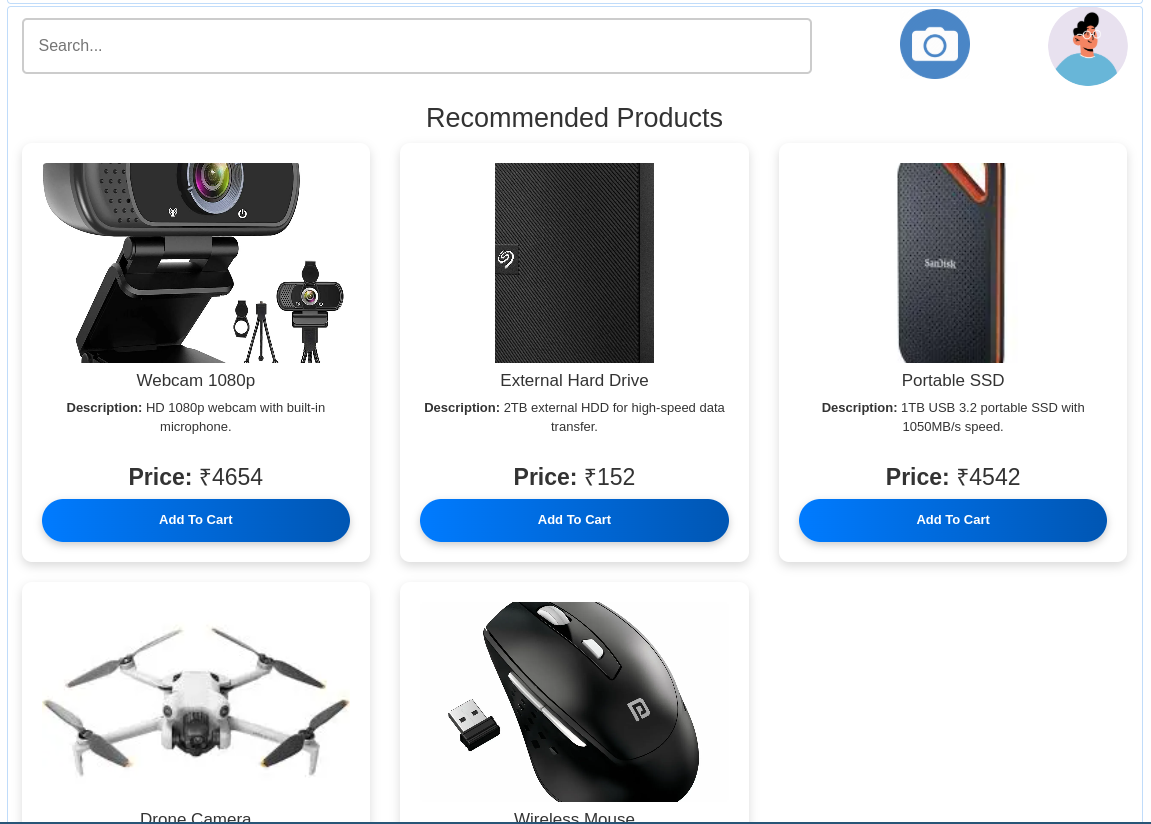 Search...
Recommended Products
Webcam 1080p
Description: HD 1080p webcam with built-in
microphone.
Price: ₹4654
Add To Cart
External Hard Drive
Description: 2TB external HDD for high-speed data
transfer.
Price: ₹152
Add To Cart
SanDisk
Portable SSD
Description: 1TB USB 3.2 portable SSD with
1050MB/s speed.
Price: ₹4542
Add To Cart
Drone Camera
Wireless Mouse